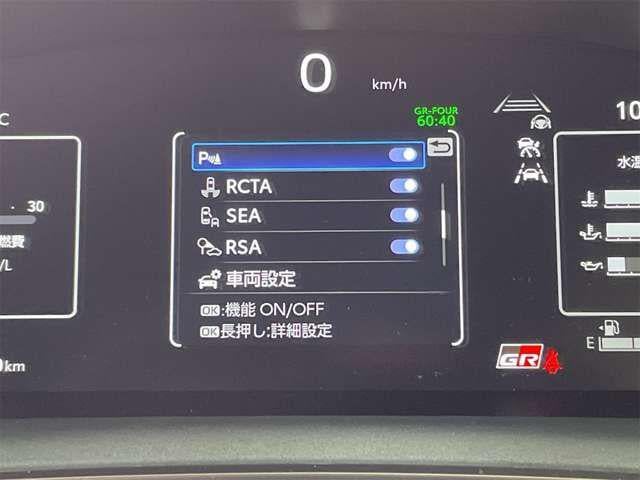 0 km/h
GR-FOUR
60:40
C
10
P
RCTA
30
SEA
燃費
RSA
/L
車両設定
OK:機能 ON/OFF
OK長押し:詳細設定
水温
E
GR
0km